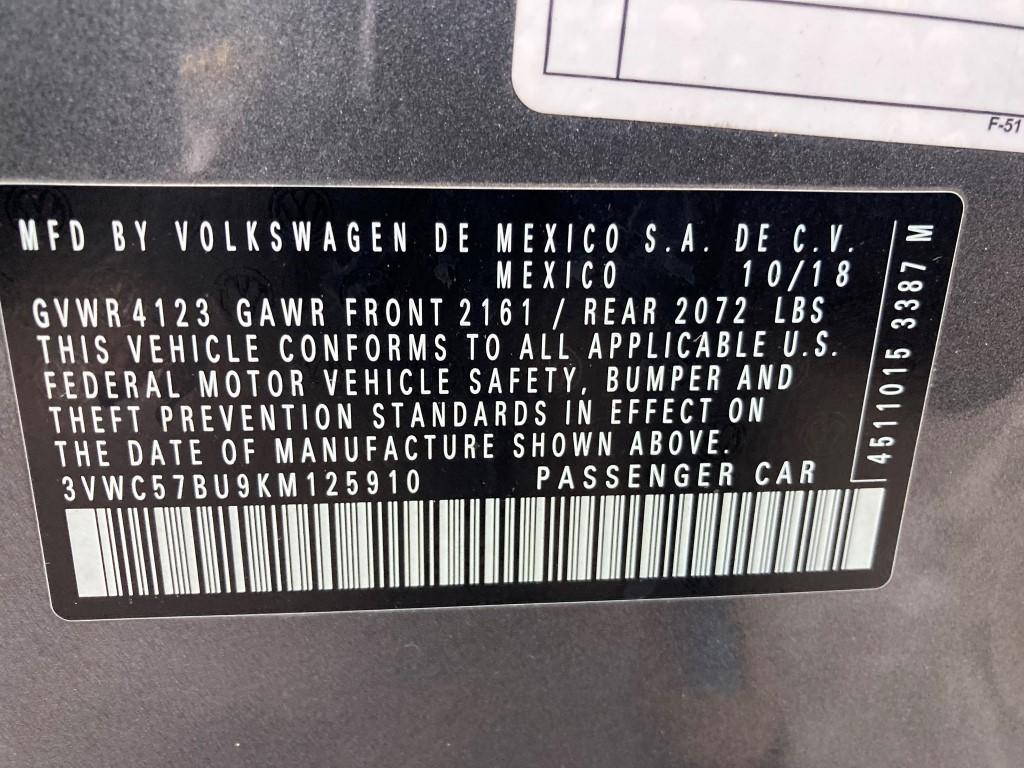 F-51
MFD BY VOLKSWAGEN DE MEXICO S.A. DE C.V.
MEXICO 10/18
GVWR 4123 GAWR FRONT 2161 / REAR 2072 LBS
THIS VEHICLE CONFORMS TO ALL APPLICABLE U.S.
FEDERAL MOTOR VEHICLE SAFETY, BUMPER AND
THEFT PREVENTION STANDARDS IN EFFECT ON
THE DATE OF MANUFACTURE SHOWN ABOVE.
3VWC57BU9KM125910 PASSENGER CAR
4511015 3387 M